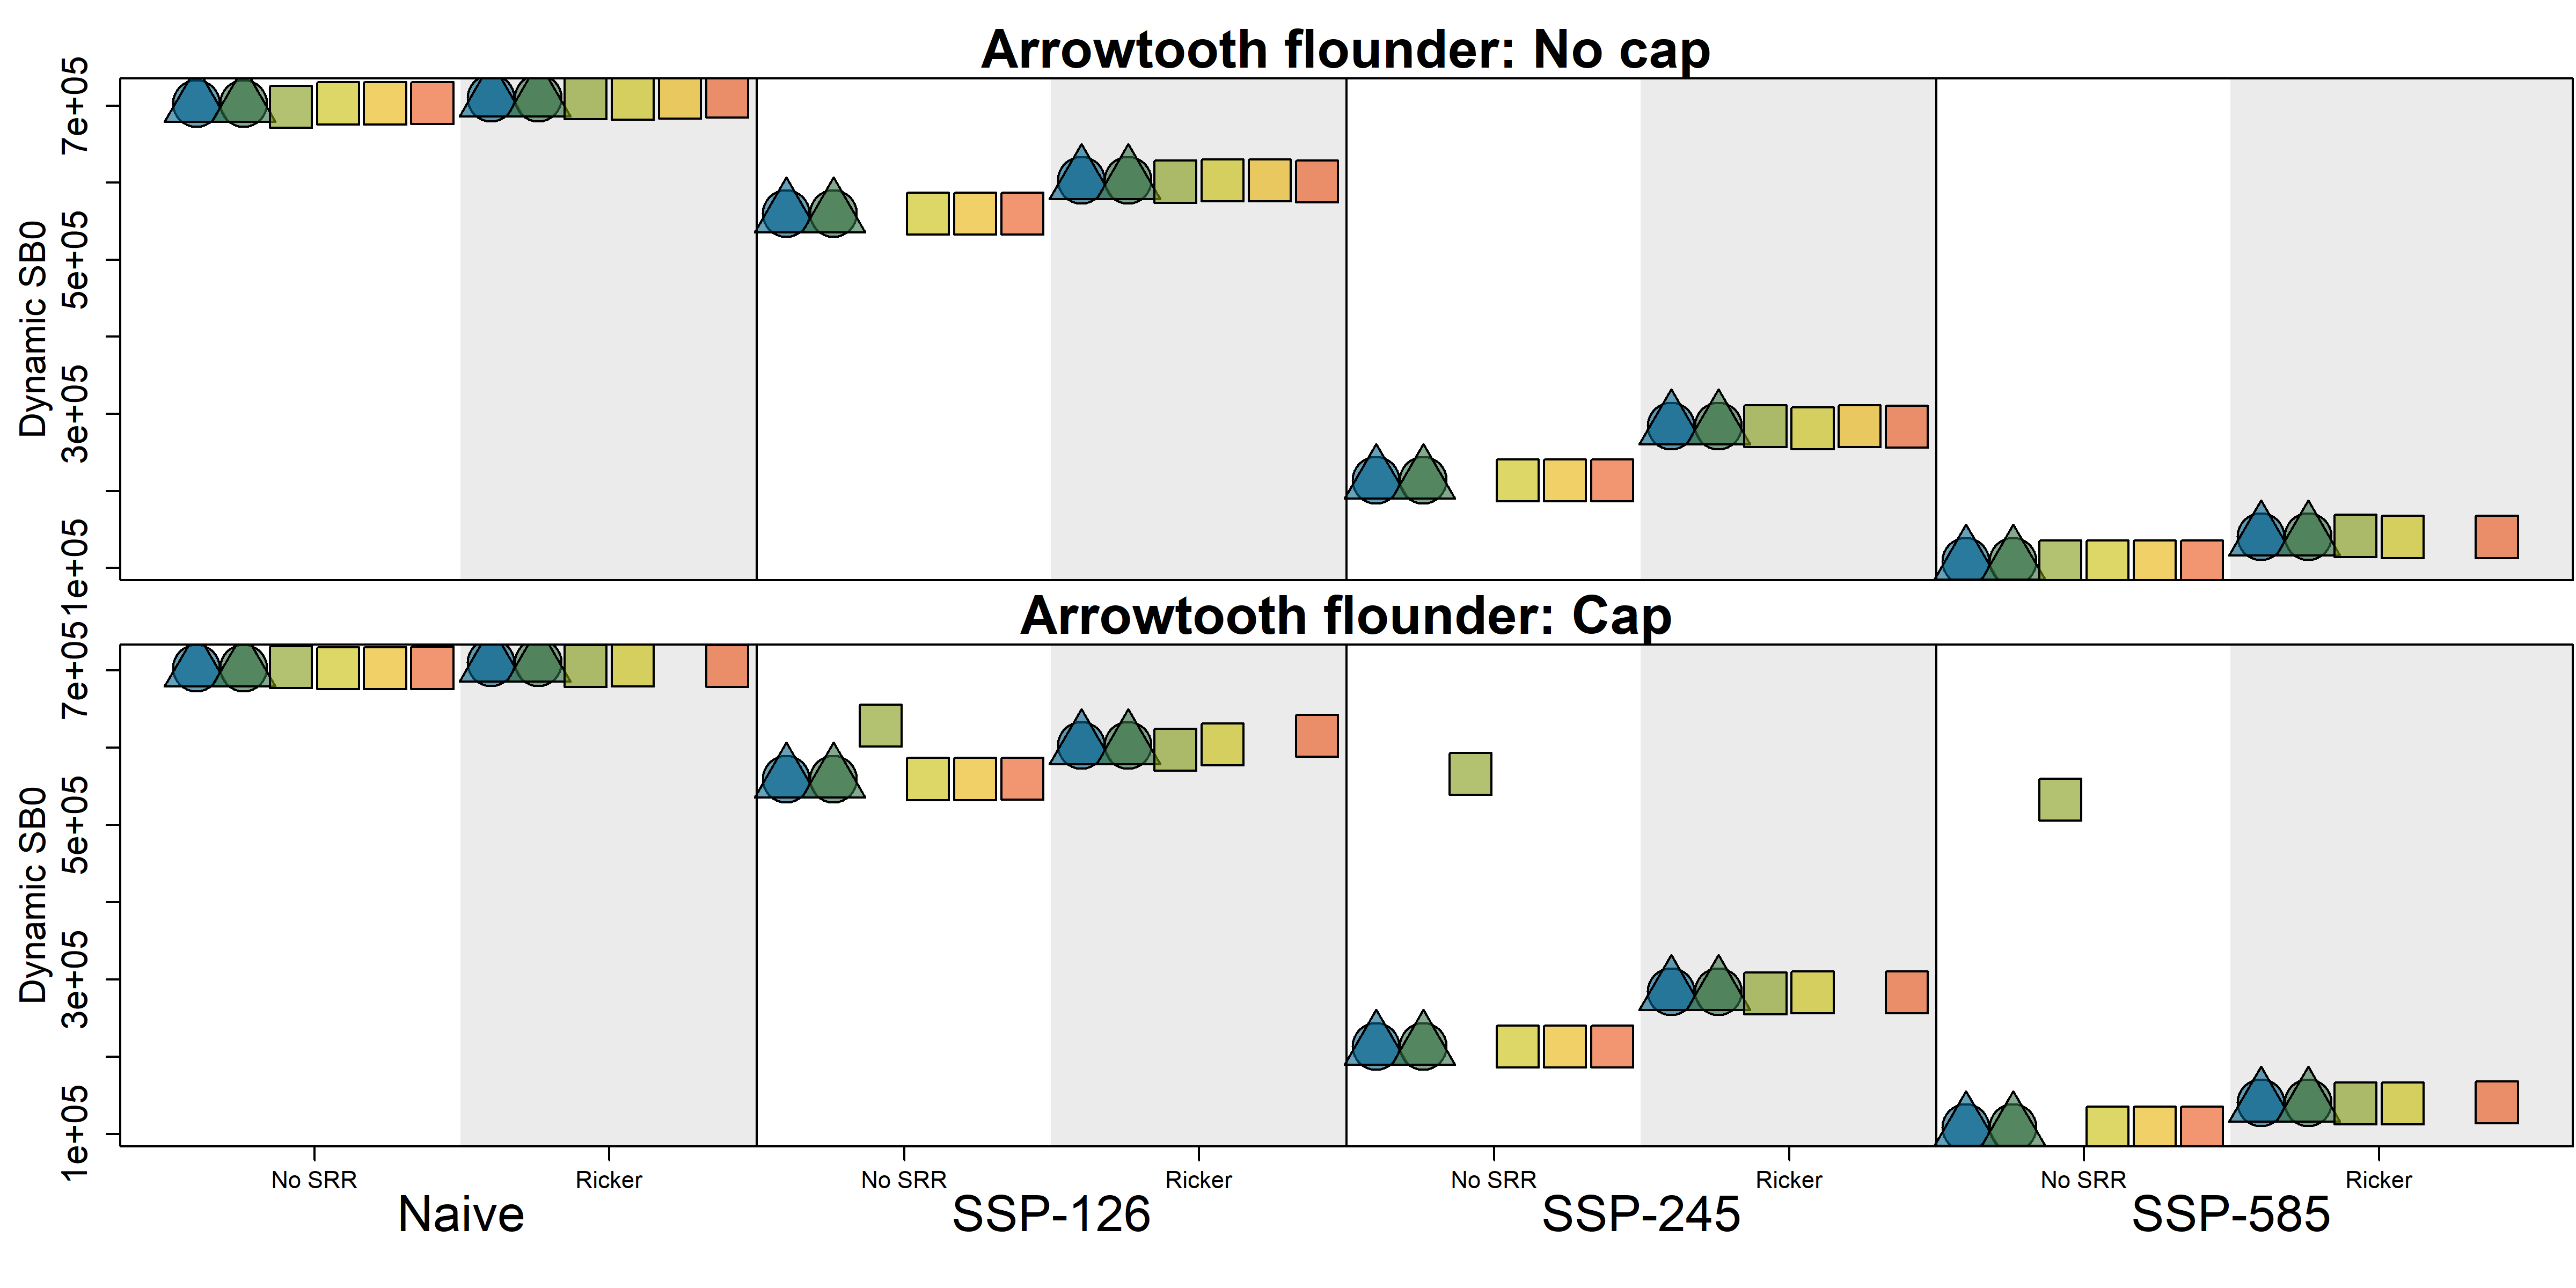 Arrowtooth flounder: No cap
Dynamic SB0
7e+05
5e+05
3e+05
1e+05
Arrowtooth flounder: Cap
Dynamic SB0
7e+05
5e+05
3e+05
1e+05
No SRR Ricker No SRR Ricker No SRR Ricker No SRR Ricker
Naive SSP-126 SSP-245 SSP-585